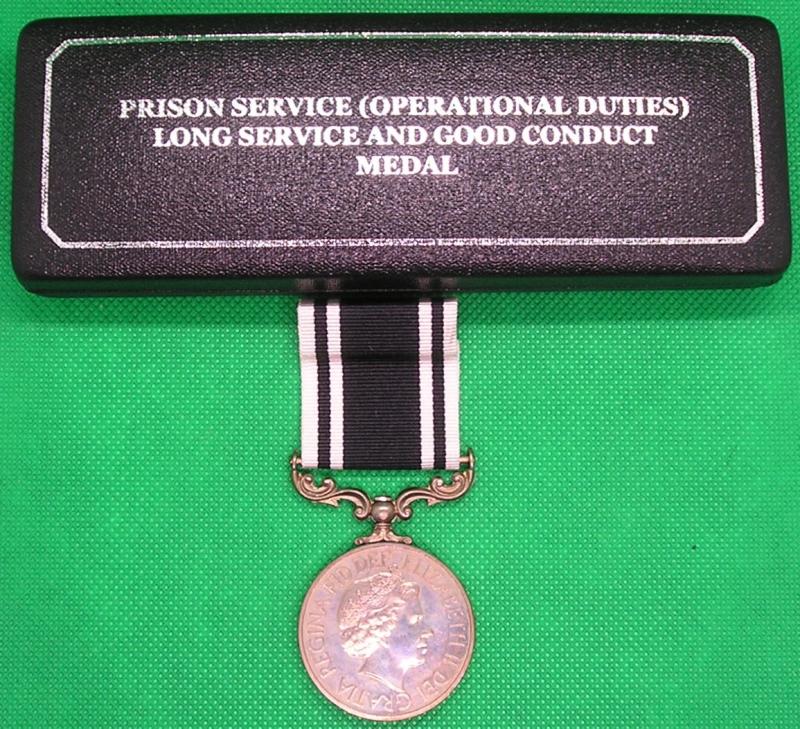 PRISON SERVICE (OPERATIONAL DUTIES)
LONG SERVICE AND GOOD CONDUCT
MEDAL
ELIZABETH II DEI GRATIA REGINA FID DEF